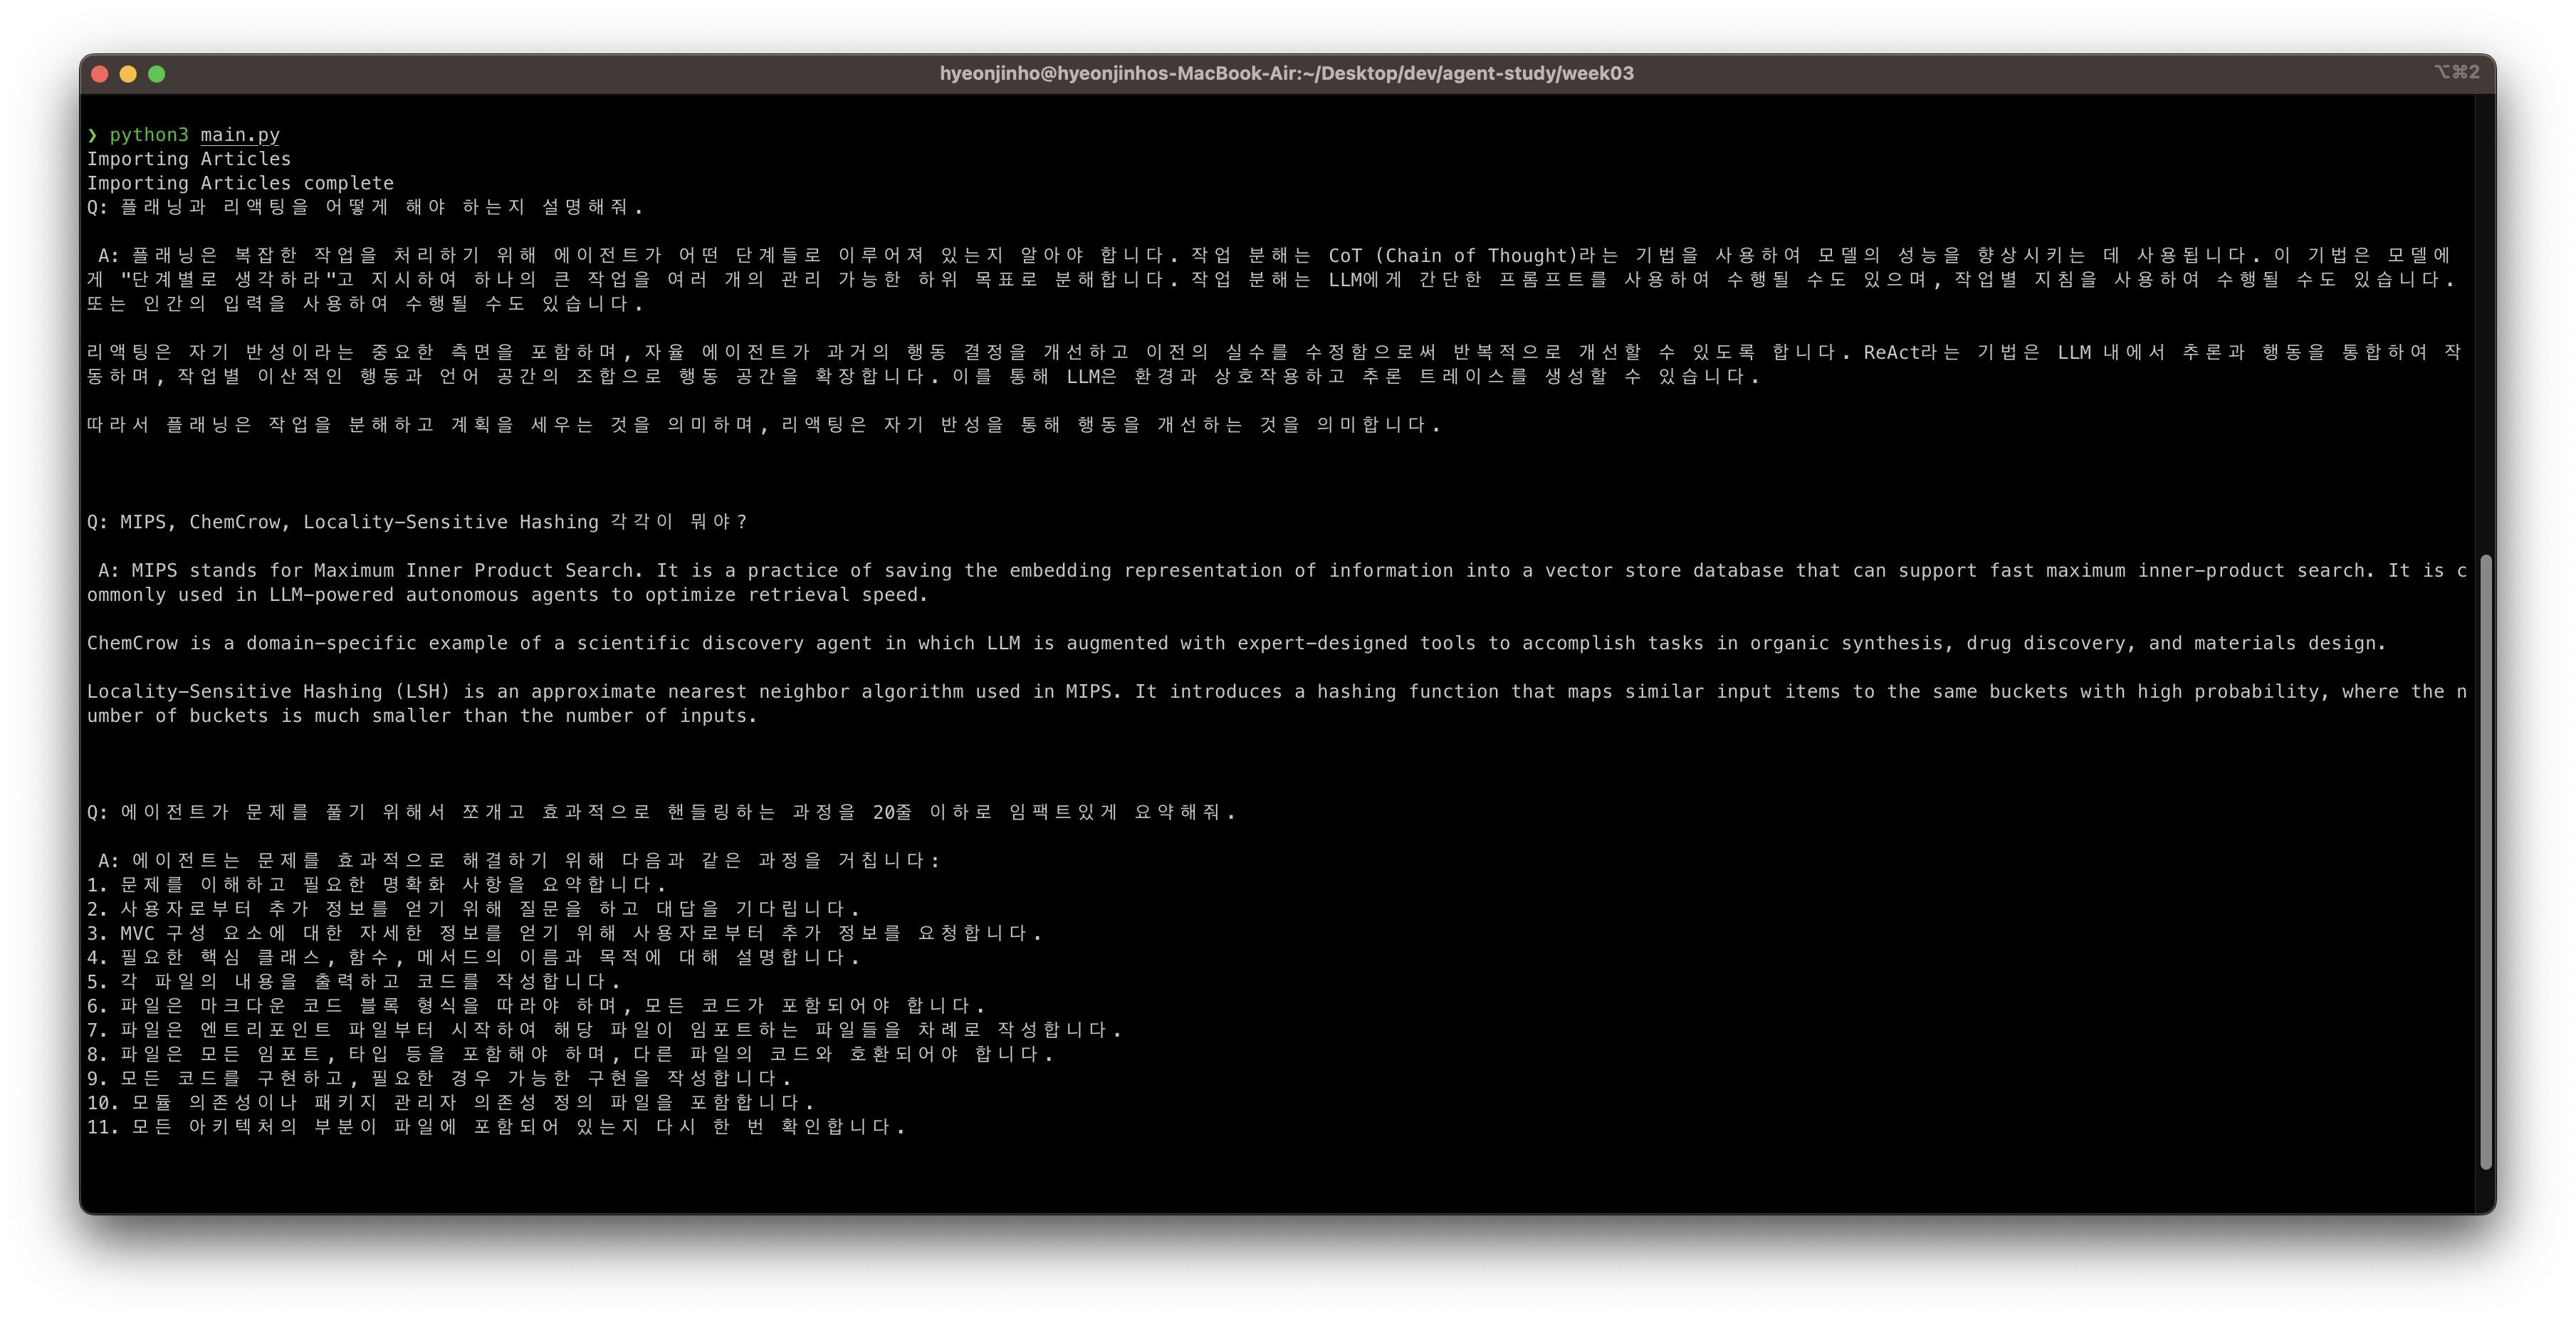 hyeonjinho@hyeonjinhos-MacBook-Air:~/Desktop/dev/agent-study/week03
⌥⌘2
❯ python3 main.py
Importing Articles
Importing Articles complete
Q: 플래닝과 리액팅을 어떻게 해야 하는지 설명해줘.
A: 플래닝은 복잡한 작업을 처리하기 위해 에이전트가 어떤 단계들로 이루어져 있는지 알아야 합니다. 작업 분해는 CoT (Chain of Thought)라는 기법을 사용하여 모델의 성능을 향상시키는 데 사용됩니다. 이 기법은 모델에
게 "단계별로 생각하라"고 지시하여 하나의 큰 작업을 여러 개의 관리 가능한 하위 목표로 분해합니다. 작업 분해는 LLM에게 간단한 프롬프트를 사용하여 수행될 수도 있으며, 작업별 지침을 사용하여 수행될 수도 있습니다.
또는 인간의 입력을 사용하여 수행될 수도 있습니다.
리액팅은 자기 반성이라는 중요한 측면을 포함하며, 자율 에이전트가 과거의 행동 결정을 개선하고 이전의 실수를 수정함으로써 반복적으로 개선할 수 있도록 합니다. ReAct라는 기법은 LLM 내에서 추론과 행동을 통합하여 작
동하며, 작업별 이산적인 행동과 언어 공간의 조합으로 행동 공간을 확장합니다. 이를 통해 LLM은 환경과 상호작용하고 추론 트레이스를 생성할 수 있습니다.
따라서 플래닝은 작업을 분해하고 계획을 세우는 것을 의미하며, 리액팅은 자기 반성을 통해 행동을 개선하는 것을 의미합니다.
Q: MIPS, ChemCrow, Locality-Sensitive Hashing 각각이 뭐야?
A: MIPS stands for Maximum Inner Product Search. It is a practice of saving the embedding representation of information into a vector store database that can support fast maximum inner-product search. It is c
ommonly used in LLM-powered autonomous agents to optimize retrieval speed.
ChemCrow is a domain-specific example of a scientific discovery agent in which LLM is augmented with expert-designed tools to accomplish tasks in organic synthesis, drug discovery, and materials design.
Locality-Sensitive Hashing (LSH) is an approximate nearest neighbor algorithm used in MIPS. It introduces a hashing function that maps similar input items to the same buckets with high probability, where the n
umber of buckets is much smaller than the number of inputs.
Q: 에이전트가 문제를 풀기 위해서 쪼개고 효과적으로 핸들링하는 과정을 20줄 이하로 임팩트있게 요약해줘.
A: 에이전트는 문제를 효과적으로 해결하기 위해 다음과 같은 과정을 거칩니다:
1. 문제를 이해하고 필요한 명확화 사항을 요약합니다.
2. 사용자로부터 추가 정보를 얻기 위해 질문을 하고 대답을 기다립니다.
3. MVC 구성 요소에 대한 자세한 정보를 얻기 위해 사용자로부터 추가 정보를 요청합니다.
4. 필요한 핵심 클래스, 함수, 메서드의 이름과 목적에 대해 설명합니다.
5. 각 파일의 내용을 출력하고 코드를 작성합니다.
6. 파일은 마크다운 코드 블록 형식을 따라야 하며, 모든 코드가 포함되어야 합니다.
7. 파일은 엔트리포인트 파일부터 시작하여 해당 파일이 임포트하는 파일들을 차례로 작성합니다.
8. 파일은 모든 임포트, 타입 등을 포함해야 하며, 다른 파일의 코드와 호환되어야 합니다.
9. 모든 코드를 구현하고, 필요한 경우 가능한 구현을 작성합니다.
10. 모듈 의존성이나 패키지 관리자 의존성 정의 파일을 포함합니다.
11. 모든 아키텍처의 부분이 파일에 포함되어 있는지 다시 한 번 확인합니다.